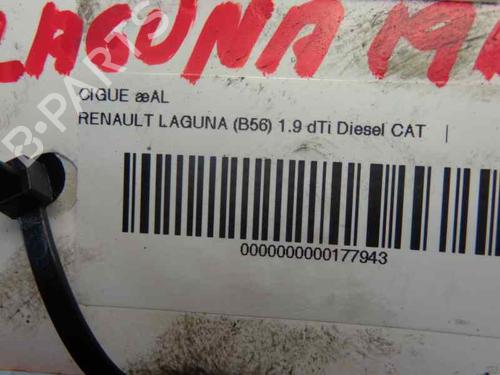 LAGUNA
CIGUE æAL
RENAULT LAGUNA (B56) 1.9 dTi Diesel CAT |
0000000000177943
B-PARTS